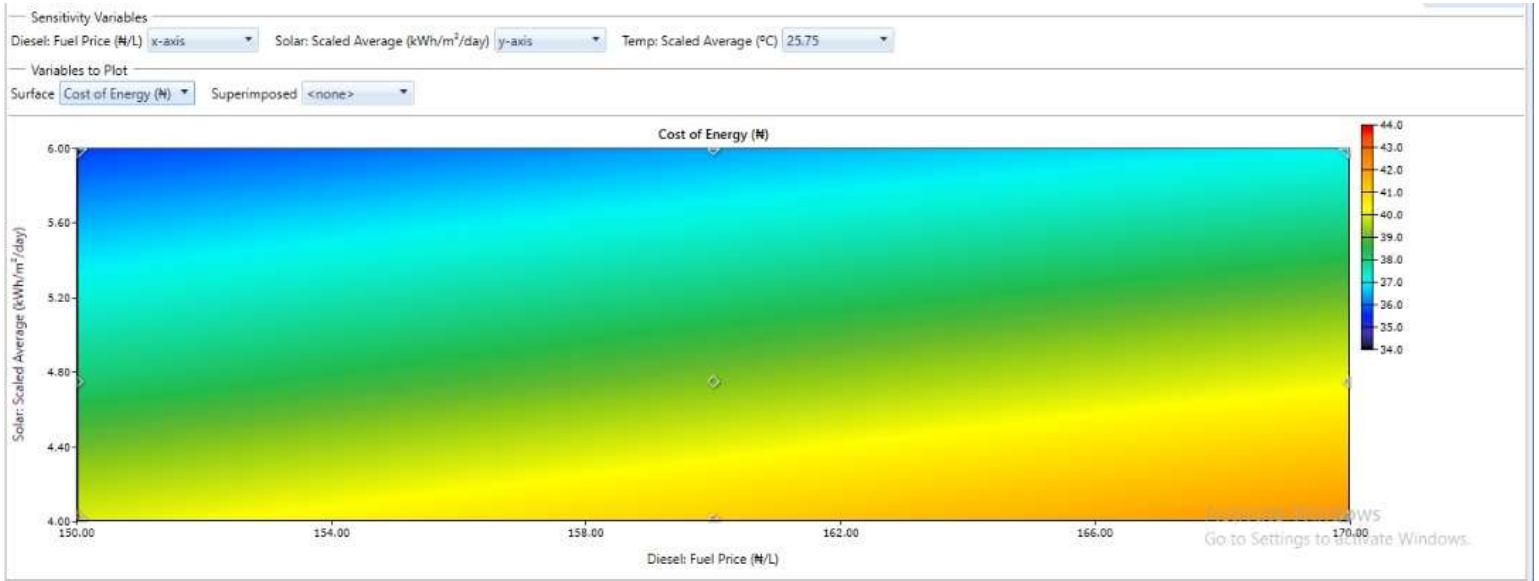 Sensitivity Variables
Diesel: Fuel Price (₦/L) x-axis Solar: Scaled Average (kWh/m²/day) y-axis Temp: Scaled Average (ºC) 25.75
Variables to Plot
Surface Cost of Energy (₦) Superimposed <none>
Cost of Energy (₦)
44.0
43.0
42.0
41.0
40.0
39.0
38.0
37.0
36.0
35.0
34.0
Solar: Scaled Average (kWh/m²/day)
6.00
5.60
5.20
4.80
4.40
4.00
150.00 154.00 158.00 162.00 166.00 170.00
Diesel: Fuel Price (₦/L)
Go to Settings to activate Windows.